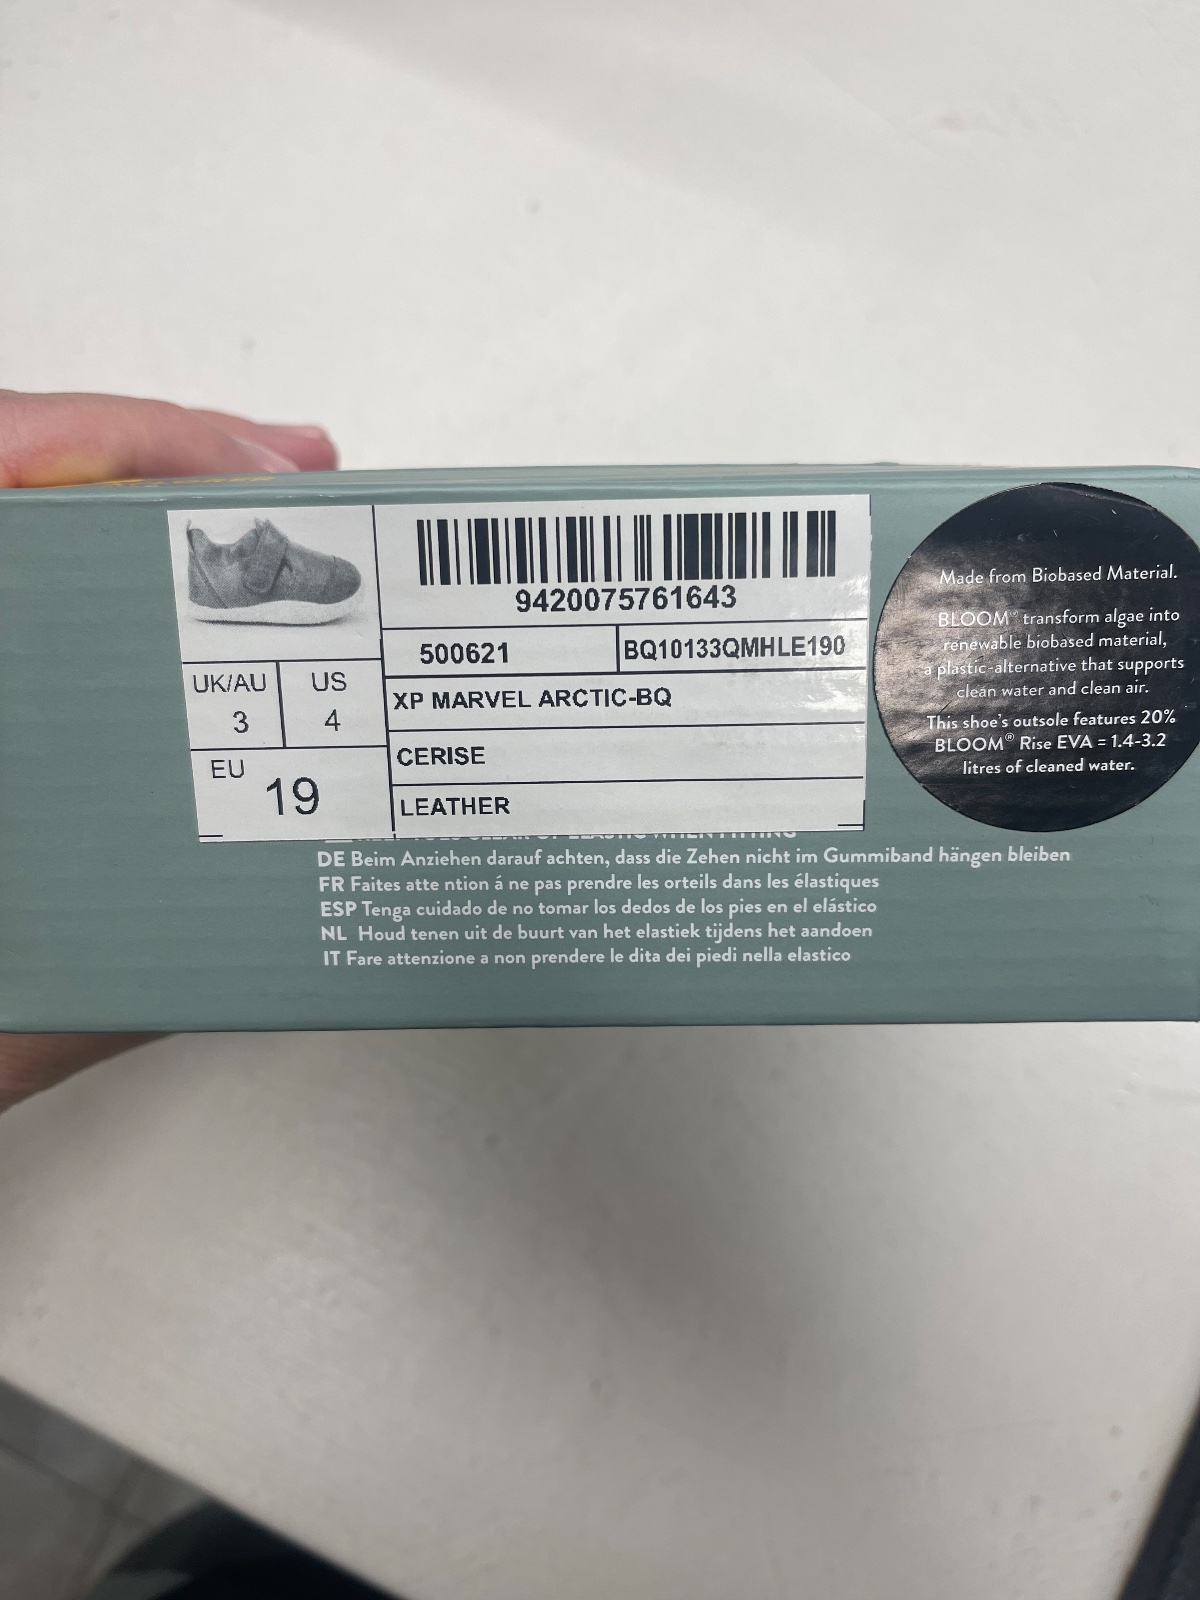 9420075761643
500621
BQ10133QMHLE190
XP MARVEL ARCTIC-BQ
CERISE
LEATHER
UK/AU
3
US
4
EU
19
Made from Biobased Material.
BLOOM® transform algae into
renewable biobased material,
a plastic-alternative that supports
clean water and clean air.
This shoe's outsole features 20%
BLOOM® Rise EVA = 1.4-3.2
litres of cleaned water.
DE Beim Anziehen darauf achten, dass die Zehen nicht im Gummiband hängen bleiben
FR Faites atte ntion á ne pas prendre les orteils dans les élastiques
ESP Tenga cuidado de no tomar los dedos de los pies en el elástico
NL Houd tenen uit de buurt van het elastiek tijdens het aandoen
IT Fare attenzione a non prendere le dita dei piedi nella elastico